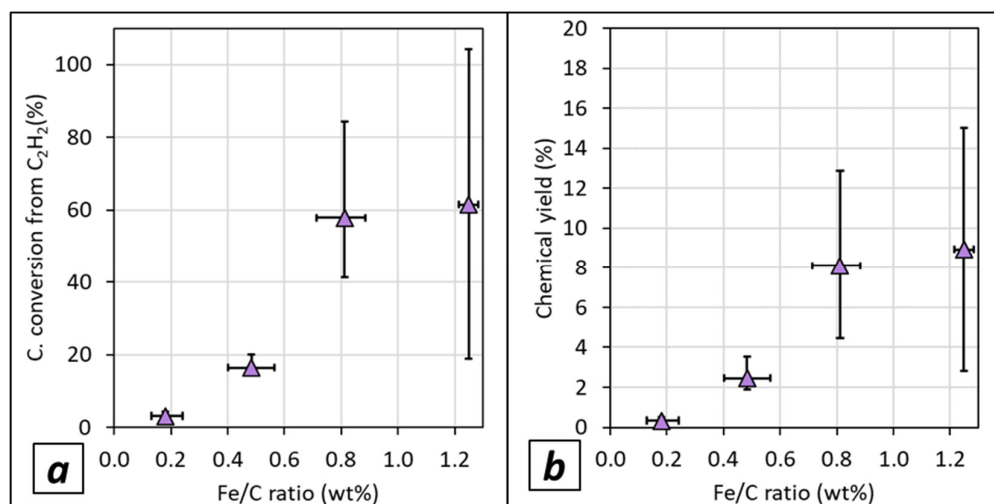 C. conversion from C₂H₂(%)
100
80
60
40
20
0
0.0 0.2 0.4 0.6 0.8 1.0 1.2
Fe/C ratio (wt%)
a
Chemical yield (%)
20
18
16
14
12
10
8
6
4
2
0
0.0 0.2 0.4 0.6 0.8 1.0 1.2
Fe/C ratio (wt%)
b